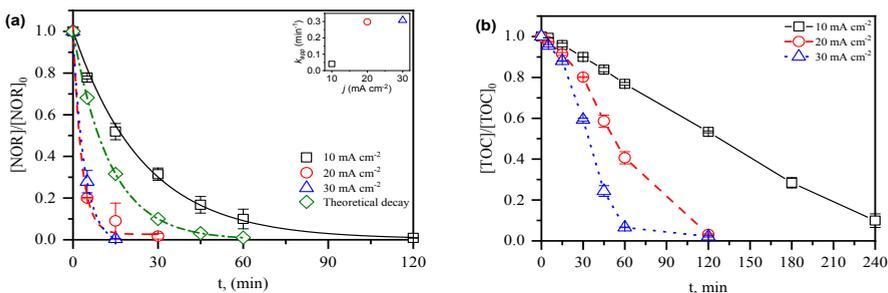 (a)
[NOR]/[NOR]0
1.0
0.8
0.6
0.4
0.2
0.0
0
30
60
90
120
t, (min)
kapp (min-1)
0.3
0.2
0.1
0.0
10
20
30
j (mA cm-2)
10 mA cm-2
20 mA cm-2
30 mA cm-2
Theoretical decay
(b)
[TOC]/[TOC]0
1.0
0.8
0.6
0.4
0.2
0.0
0
30
60
90
120
150
180
210
240
t, min
10 mA cm-2
20 mA cm-2
30 mA cm-2